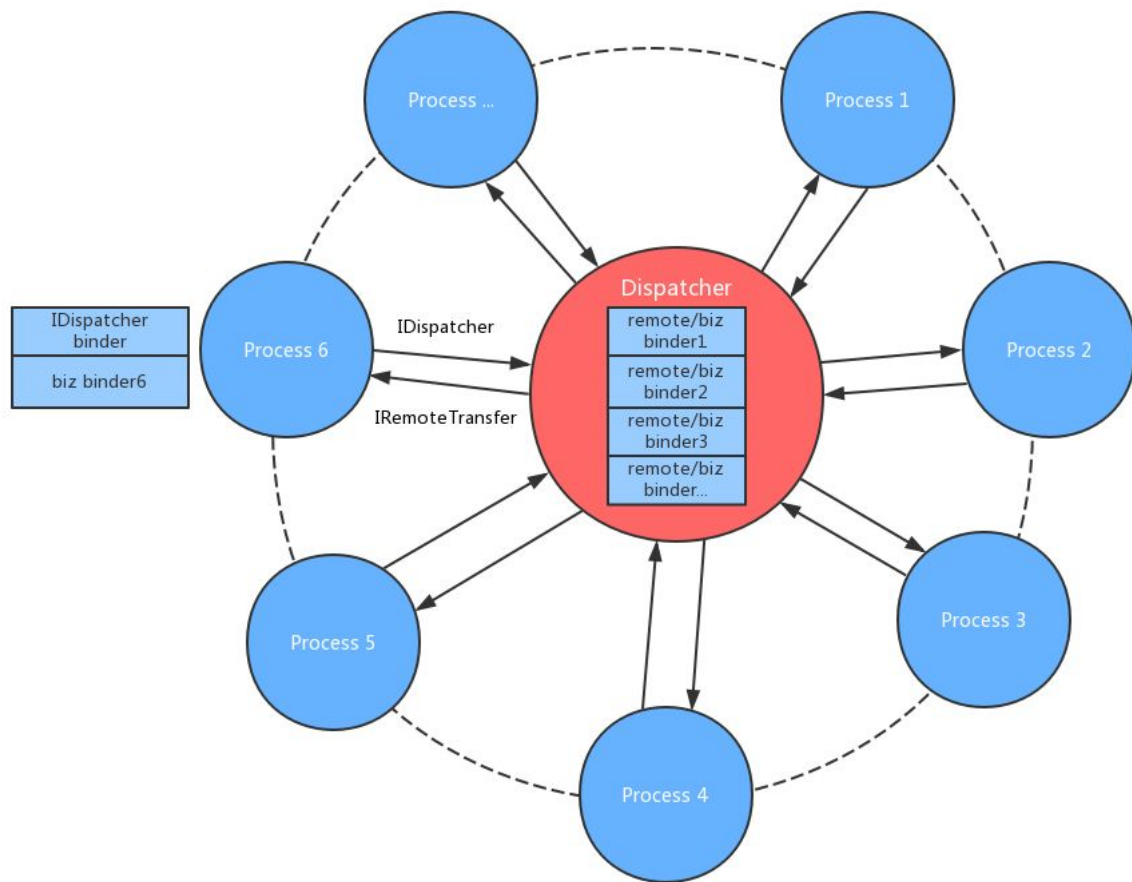 Process ...
Process 1
Dispatcher
remote/biz
binder1
remote/biz
binder2
remote/biz
binder3
remote/biz
binder...
IDispatcher
binder
biz binder6
Process 6
IDispatcher
IRemoteTransfer
Process 2
Process 5
Process 3
Process 4